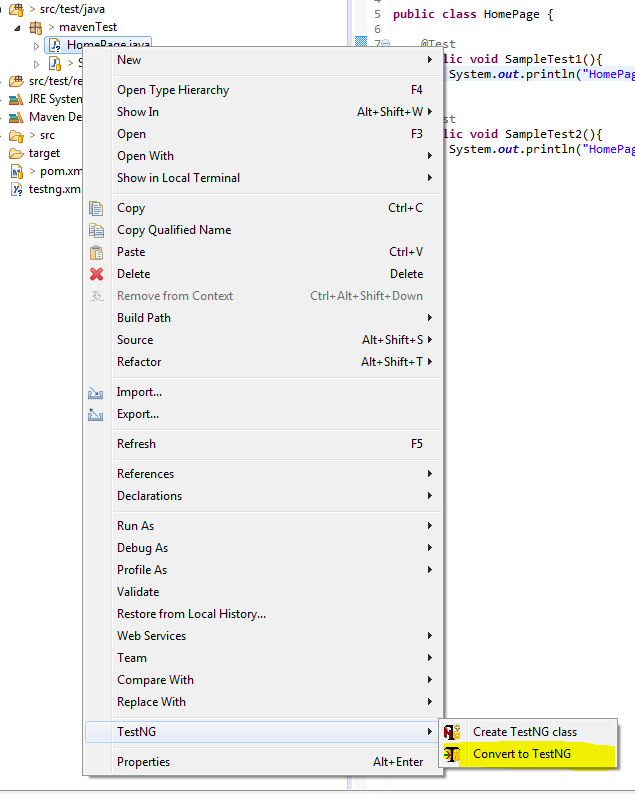 > src/test/java
> mavenTest
HomePage.java
> S
src/test/re
JRE System
Maven De
> src
target
> pom.xm
testng.xm
4
5 public class HomePage {
6
7 @Test
lic void SampleTest1(){
System.out.println("HomePag
st
lic void SampleTest2(){
System.out.println("HomePag
New
Open Type Hierarchy F4
Show In Alt+Shift+W
Open F3
Open With
Show in Local Terminal
Copy Ctrl+C
Copy Qualified Name
Paste Ctrl+V
Delete Delete
Remove from Context Ctrl+Alt+Shift+Down
Build Path
Source Alt+Shift+S
Refactor Alt+Shift+T
Import...
Export...
Refresh F5
References
Declarations
Run As
Debug As
Profile As
Validate
Restore from Local History...
Web Services
Team
Compare With
Replace With
TestNG
Create TestNG class
Convert to TestNG
Properties Alt+Enter